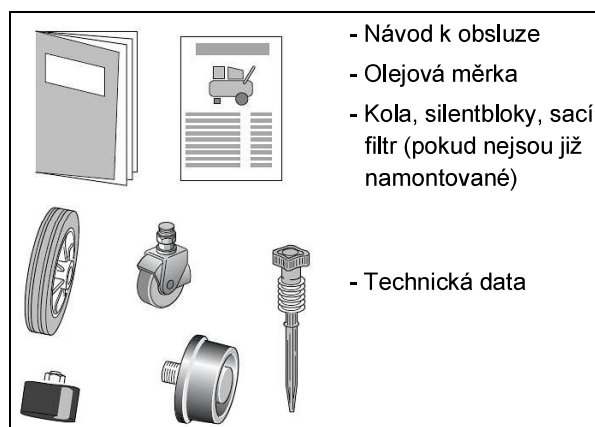 - Návod k obsluze
- Olejová měrka
- Kola, silentbloky, sací
filtr (pokud nejsou již
namontované)
- Technická data